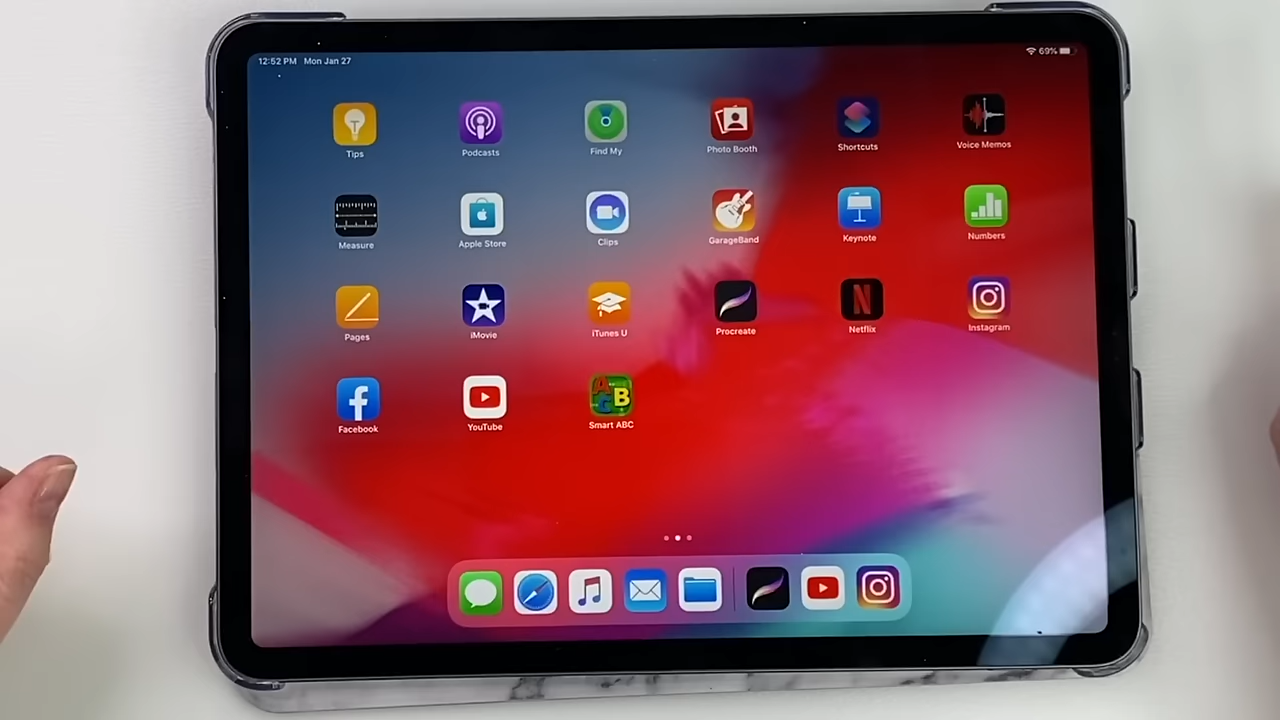 12:52 PM Mon Jan 27
69%
Tips
Podcasts
Find My
Photo Booth
Shortcuts
Voice Memos
Measure
Apple Store
Clips
GarageBand
Keynote
Numbers
Pages
iMovie
iTunes U
Procreate
Netflix
Instagram
Facebook
YouTube
Smart ABC